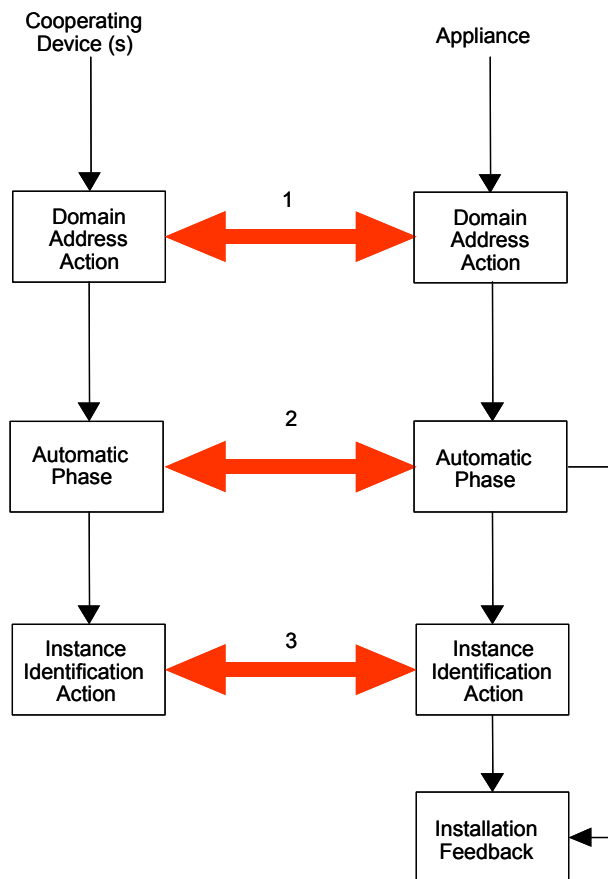 Cooperating
Device (s)
Appliance
1
Domain
Address
Action
Domain
Address
Action
2
Automatic
Phase
Automatic
Phase
3
Instance
Identification
Action
Instance
Identification
Action
Installation
Feedback